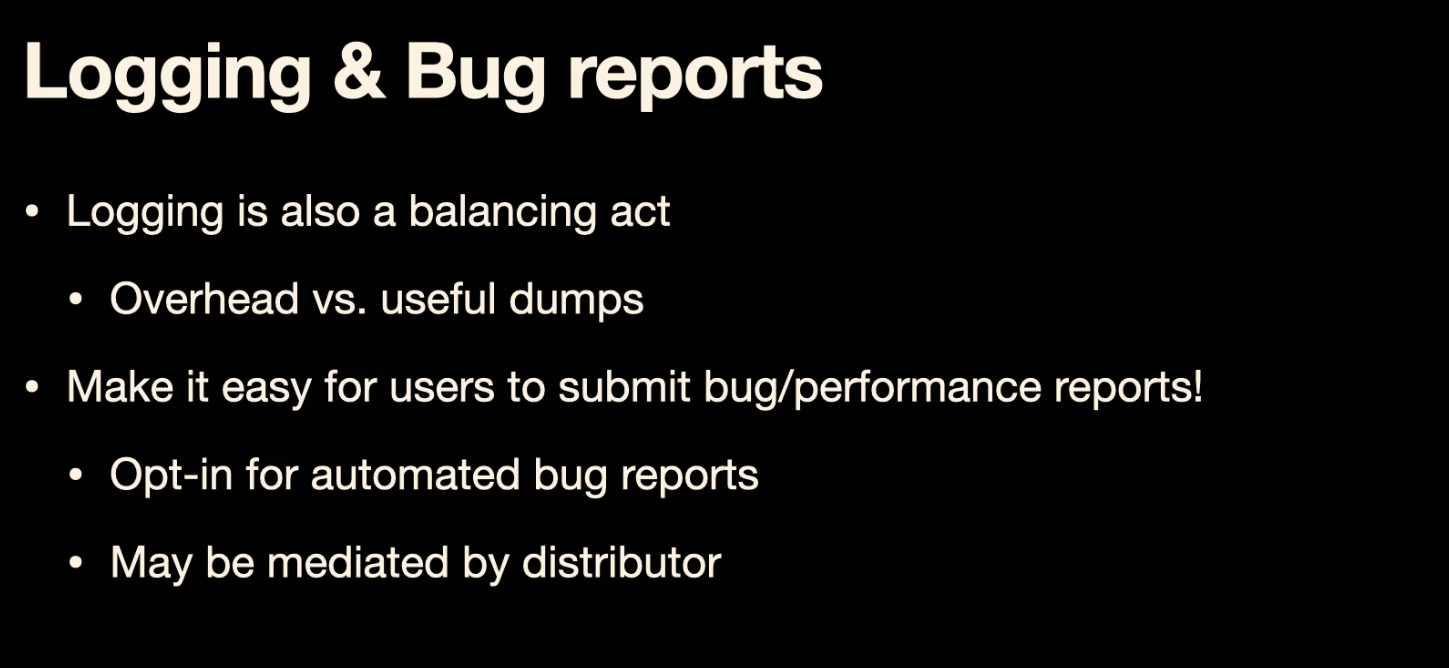 Logging & Bug reports
• Logging is also a balancing act
• Overhead vs. useful dumps
• Make it easy for users to submit bug/performance reports!
• Opt-in for automated bug reports
• May be mediated by distributor